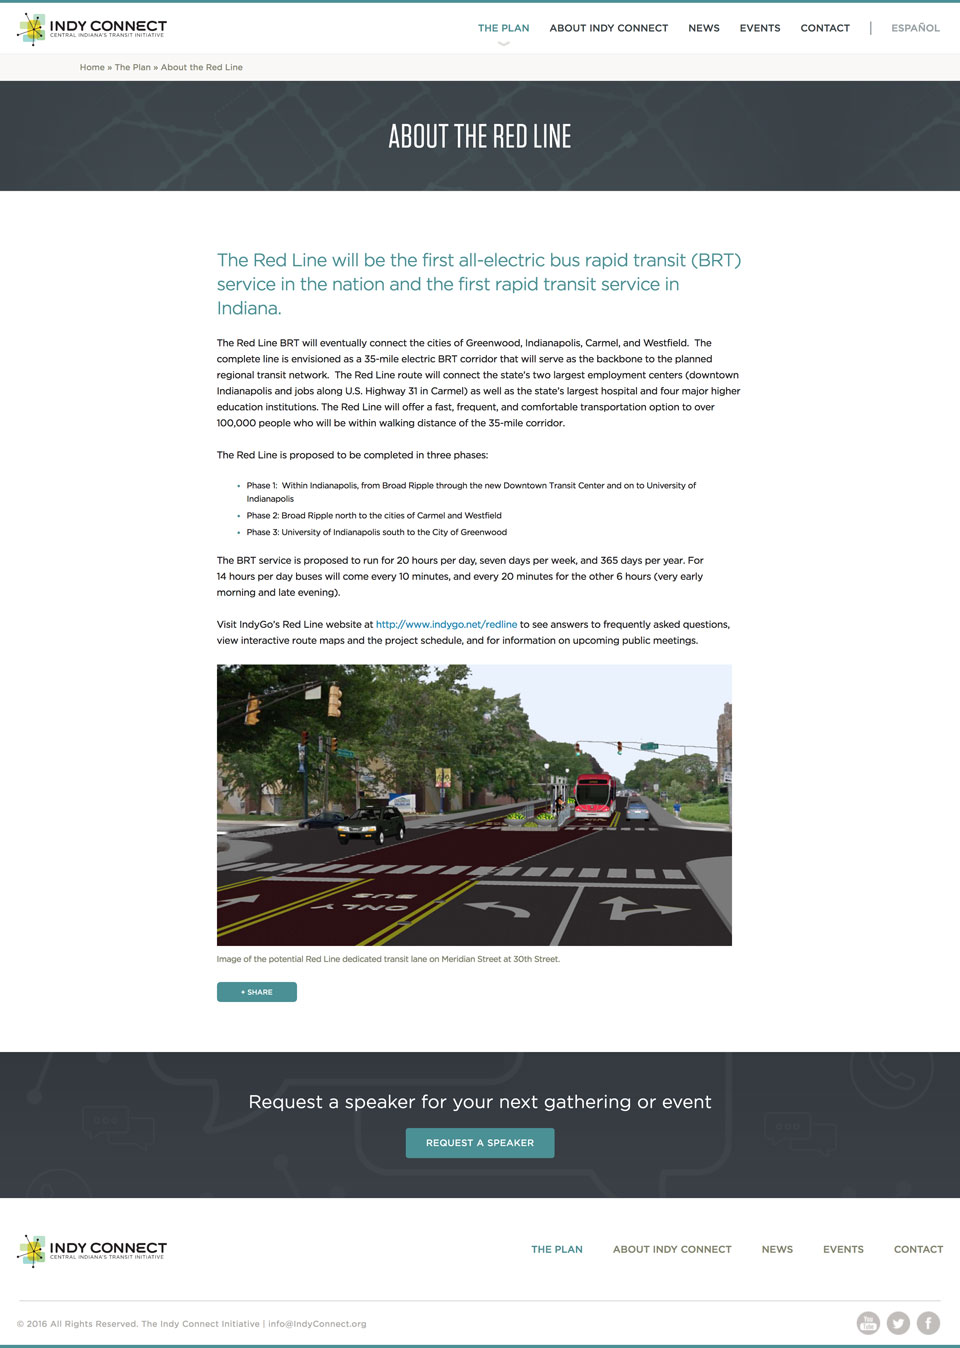 INDY CONNECT
CENTRAL INDIANA'S TRANSIT INITIATIVE
THE PLAN ABOUT INDY CONNECT NEWS EVENTS CONTACT | ESPAÑOL
Home » The Plan » About the Red Line
ABOUT THE RED LINE
The Red Line will be the first all-electric bus rapid transit (BRT)
service in the nation and the first rapid transit service in
Indiana.
The Red Line BRT will eventually connect the cities of Greenwood, Indianapolis, Carmel, and Westfield. The
complete line is envisioned as a 35-mile electric BRT corridor that will serve as the backbone to the planned
regional transit network. The Red Line route will connect the state's two largest employment centers (downtown
Indianapolis and jobs along U.S. Highway 31 in Carmel) as well as the state's largest hospital and four major higher
education institutions. The Red Line will offer a fast, frequent, and comfortable transportation option to over
100,000 people who will be within walking distance of the 35-mile corridor.
The Red Line is proposed to be completed in three phases:
• Phase 1: Within Indianapolis, from Broad Ripple through the new Downtown Transit Center and on to University of
Indianapolis
• Phase 2: Broad Ripple north to the cities of Carmel and Westfield
• Phase 3: University of Indianapolis south to the City of Greenwood
The BRT service is proposed to run for 20 hours per day, seven days per week, and 365 days per year. For
14 hours per day buses will come every 10 minutes, and every 20 minutes for the other 6 hours (very early
morning and late evening).
Visit IndyGo's Red Line website at http://www.indygo.net/redline to see answers to frequently asked questions,
view interactive route maps and the project schedule, and for information on upcoming public meetings.
BUS
ONLY
Image of the potential Red Line dedicated transit lane on Meridian Street at 30th Street.
+ SHARE
Request a speaker for your next gathering or event
REQUEST A SPEAKER
INDY CONNECT
CENTRAL INDIANA'S TRANSIT INITIATIVE
THE PLAN ABOUT INDY CONNECT NEWS EVENTS CONTACT
© 2016 All Rights Reserved. The Indy Connect Initiative | info@IndyConnect.org
You Tube